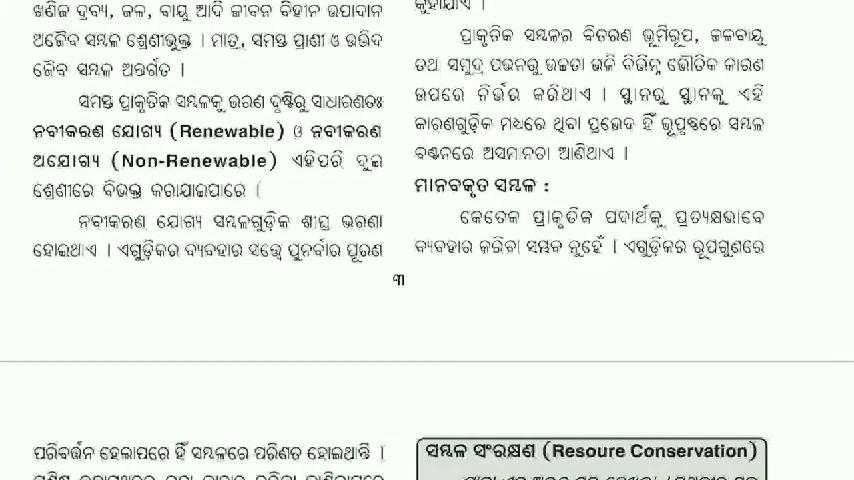 ଖଣିଜ ଦ୍ରବ୍ୟ, ଜଳ, ବାୟୁ ଆଦି ଜୀବନ ବିହୀନ ଉପାଦାନ
ଅଜୈବ ସମ୍ବଳ ଶ୍ରେଣୀଭୁକ୍ତ । ମାତ୍ର, ସମସ୍ତ ପ୍ରାଣୀ ଓ ଉଦ୍ଭିଦ
ଜୈବ ସମ୍ବଳ ଅନ୍ତର୍ଗତ ।
ସମସ୍ତ ପ୍ରାକୃତିକ ସମ୍ବଳକୁ ଭରଣ ଦୃଷ୍ଟିରୁ ସାଧାରଣତଃ
ନବୀକରଣ ଯୋଗ୍ୟ (Renewable) ଓ ନବୀକରଣ
ଅଯୋଗ୍ୟ (Non-Renewable) ଏହିପରି ଦୁଇ
ଶ୍ରେଣୀରେ ବିଭକ୍ତ କରାଯାଇପାରେ ।
ନବୀକରଣ ଯୋଗ୍ୟ ସମ୍ବଳଗୁଡ଼ିକ ଶୀଘ୍ର ଭରଣା
ହୋଇଥାଏ । ଏଗୁଡ଼ିକର ବ୍ୟବହାର ସତ୍ତ୍ୱେ ପୁନର୍ବାର ପୂରଣ
କୁହାଯାଏ ।
ପ୍ରାକୃତିକ ସମ୍ବଳର ବିତରଣ ଭୂମିରୂପ, ଜଳବାୟୁ
ତଥା ସମୁଦ୍ର ପତ୍ତନରୁ ଉଚ୍ଚତା ଭଳି ବିଭିନ୍ନ ଭୌତିକ କାରଣ
ଉପରେ ନିର୍ଭର କରିଥାଏ । ସ୍ଥାନରୁ ସ୍ଥାନକୁ ଏହି
କାରଣଗୁଡ଼ିକ ମଧ୍ୟରେ ଥିବା ପ୍ରଭେଦ ହିଁ ଭୂପୃଷ୍ଠରେ ସମ୍ବଳ
ବଣ୍ଟନରେ ଅସମାନତା ଆଣିଥାଏ ।
ମାନବକୃତ ସମ୍ବଳ :
କେତେକ ପ୍ରାକୃତିକ ପଦାର୍ଥକୁ ପ୍ରତ୍ୟକ୍ଷଭାବେ
ବ୍ୟବହାର କରିବା ସମ୍ଭବ ନୁହେଁ । ଏଗୁଡ଼ିକର ରୂପଗୁଣରେ
୩
ପରିବର୍ତ୍ତନ ହେଲାପରେ ହିଁ ସମ୍ବଳରେ ପରିଣତ ହୋଇଥାନ୍ତି ।
ସମ୍ବଳ ସଂରକ୍ଷଣ (Resoure Conservation)